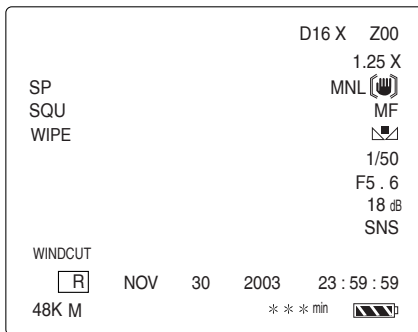 D16 X Z00
1.25 X
SP MNL
SQU MF
WIPE
1/50
F5 . 6
18 dB
SNS
WINDCUT
R NOV 30 2003 23 : 59 : 59
48K M ＊＊＊ min